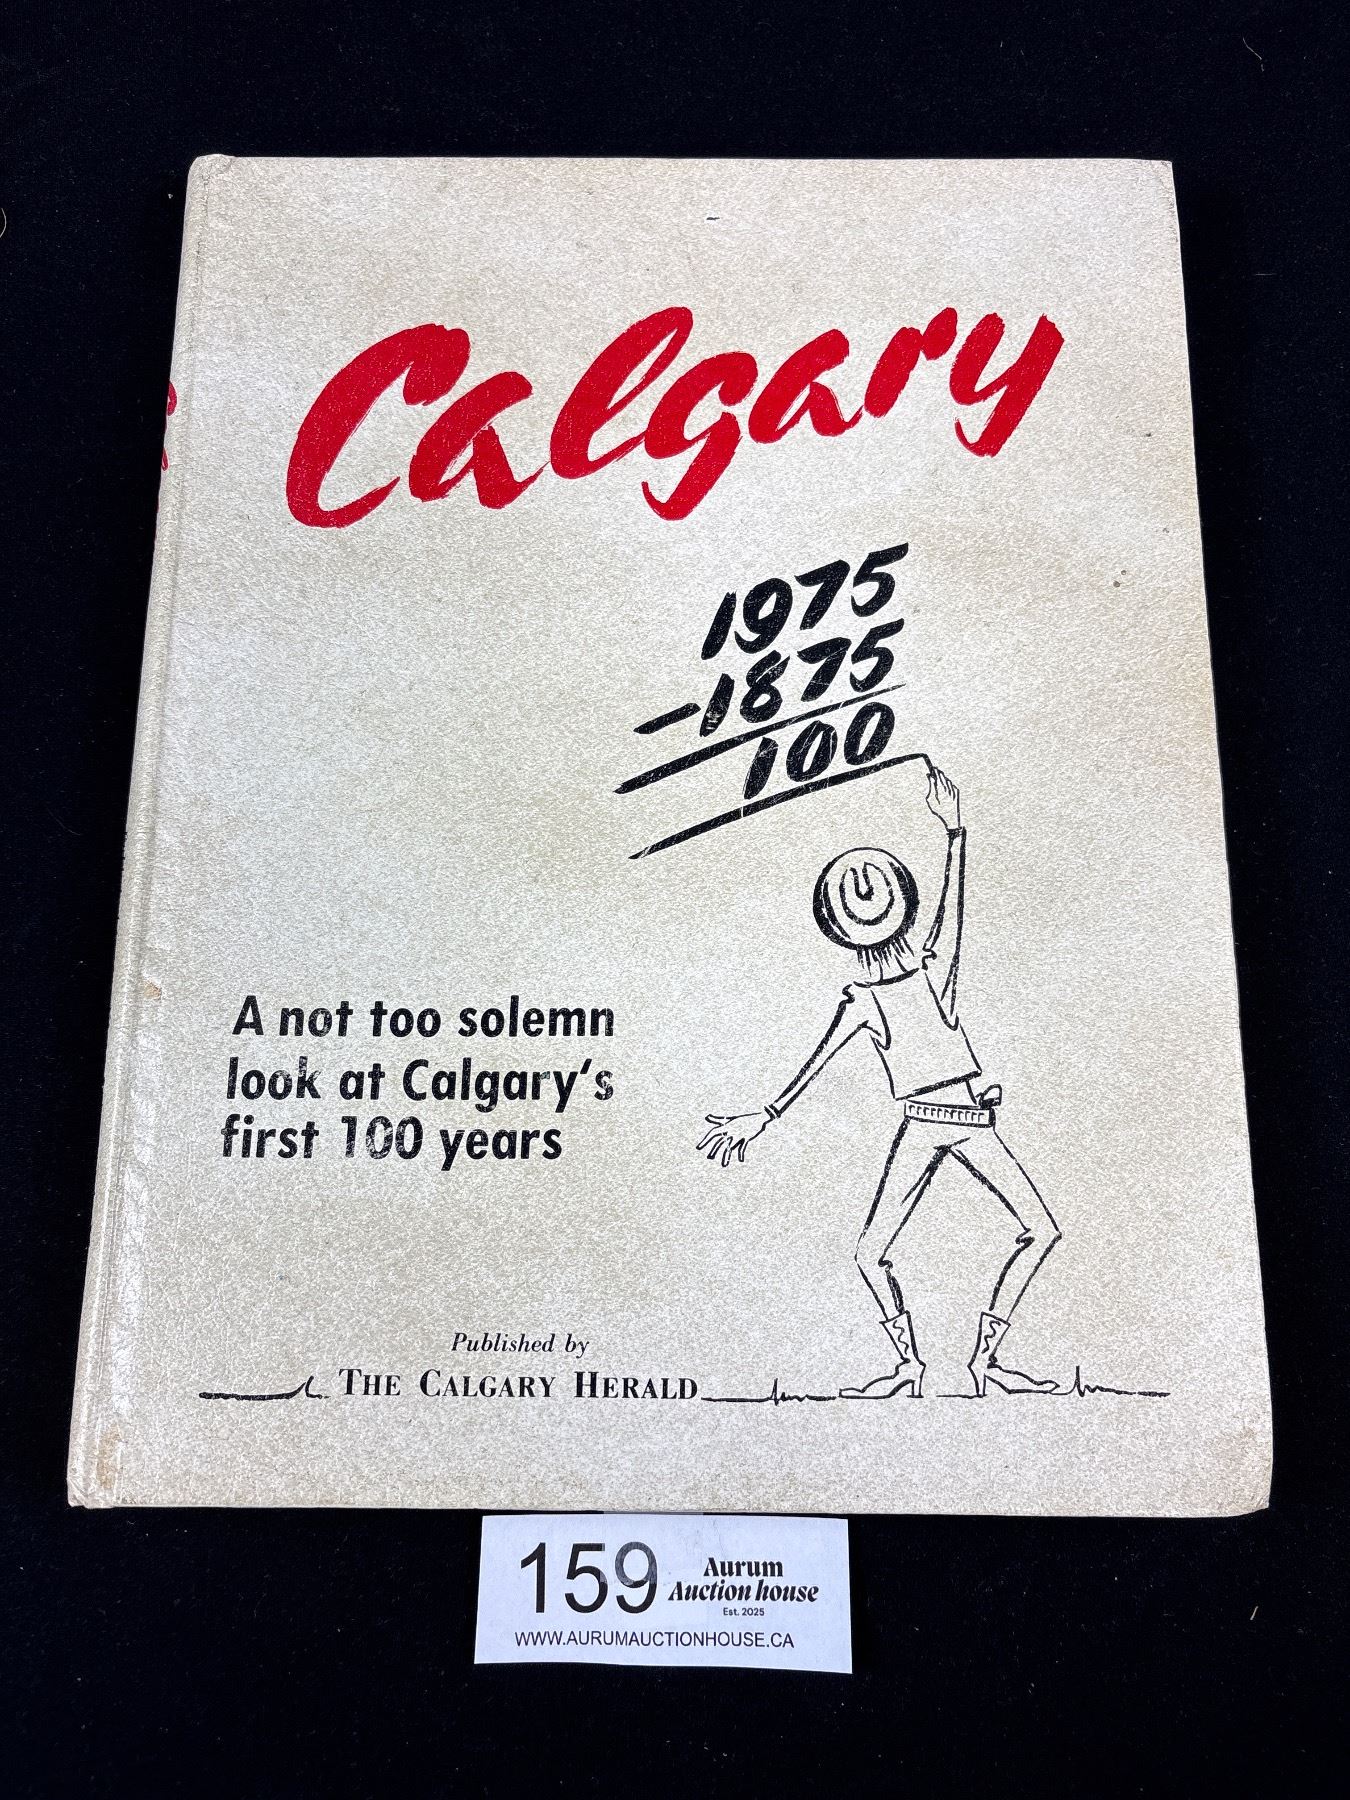 Calgary
1975
-1875
100
A not too solemn
look at Calgary's
first 100 years
Published by
THE CALGARY HERALD
159
Aurum
Auction house
Est. 2025
WWW.AURUMAUCTIONHOUSE.CA